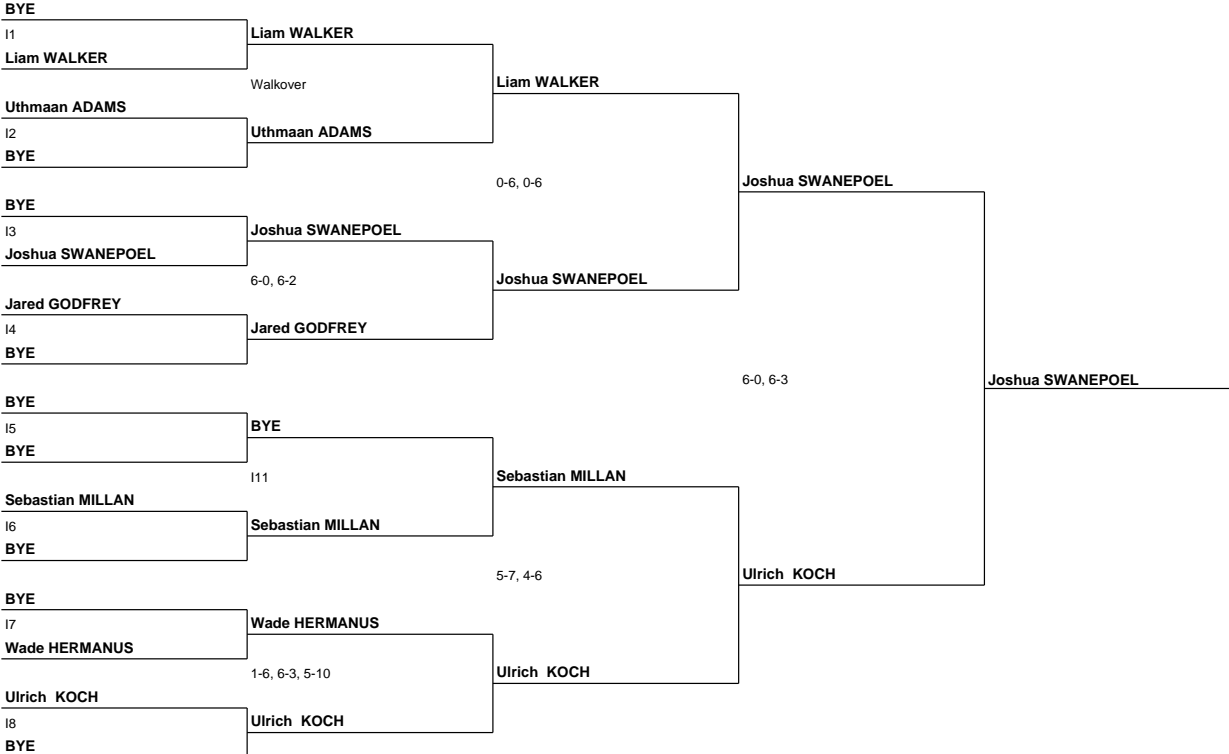 BYE
I1
Liam WALKER
Uthmaan ADAMS
I2
BYE
BYE
I3
Joshua SWANEPOEL
Jared GODFREY
I4
BYE
BYE
I5
BYE
Sebastian MILLAN
I6
BYE
BYE
I7
Wade HERMANUS
Ulrich  KOCH
I8
BYE
Liam WALKER
Walkover
Uthmaan ADAMS
Joshua SWANEPOEL
6-0, 6-2
Jared GODFREY
BYE
I11
Sebastian MILLAN
Wade HERMANUS
1-6, 6-3, 5-10
Ulrich  KOCH
Liam WALKER
0-6, 0-6
Joshua SWANEPOEL
Sebastian MILLAN
5-7, 4-6
Ulrich  KOCH
Joshua SWANEPOEL
6-0, 6-3
Ulrich  KOCH
Joshua SWANEPOEL